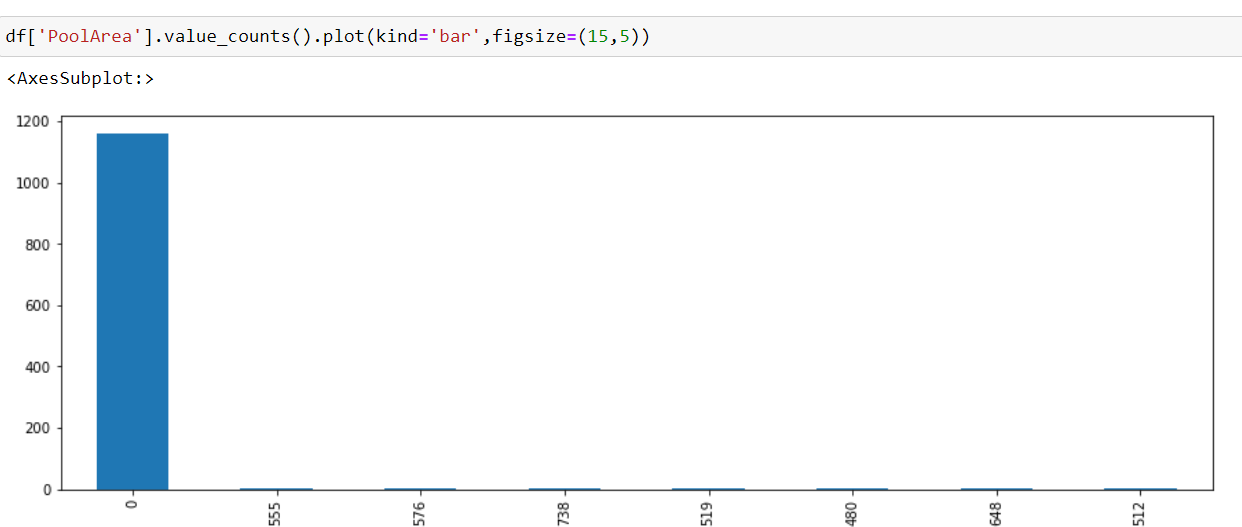 df['PoolArea'].value_counts().plot(kind='bar',figsize=(15,5))
<AxesSubplot:>
1200
1000
800
600
400
200
0
0 555 576 738 519 480 648 512